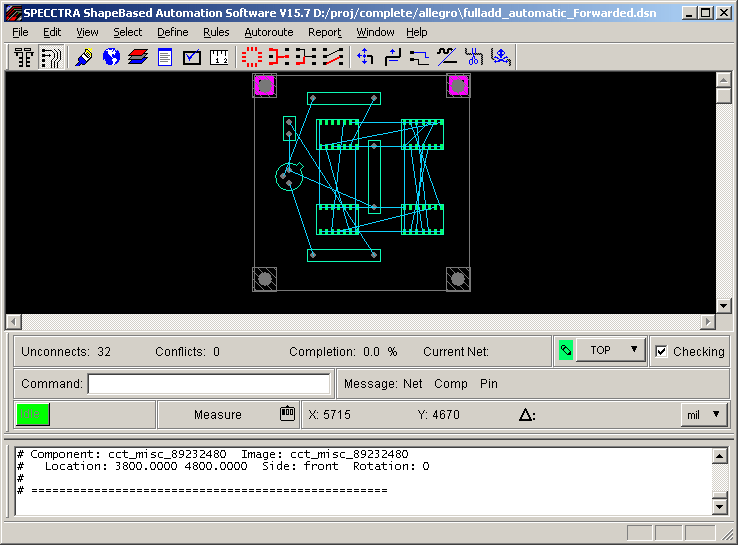 SPECCTRA ShapeBased Automation Software V15.7 D:/proj/complete/allegro\fulladd_automatic_Forwarded.dsn
File Edit View Select Define Rules Autoroute Report Window Help
1 2
Unconnects: 32 Conflicts: 0 Completion: 0.0 % Current Net: TOP Checking
Command: Message: Net Comp Pin
Idle Measure X: 5715 Y: 4670 Δ: mil
# Component: cct_misc_89232480 Image: cct_misc_89232480
# Location: 3800.0000 4800.0000 Side: front Rotation: 0
#
# ====================================================